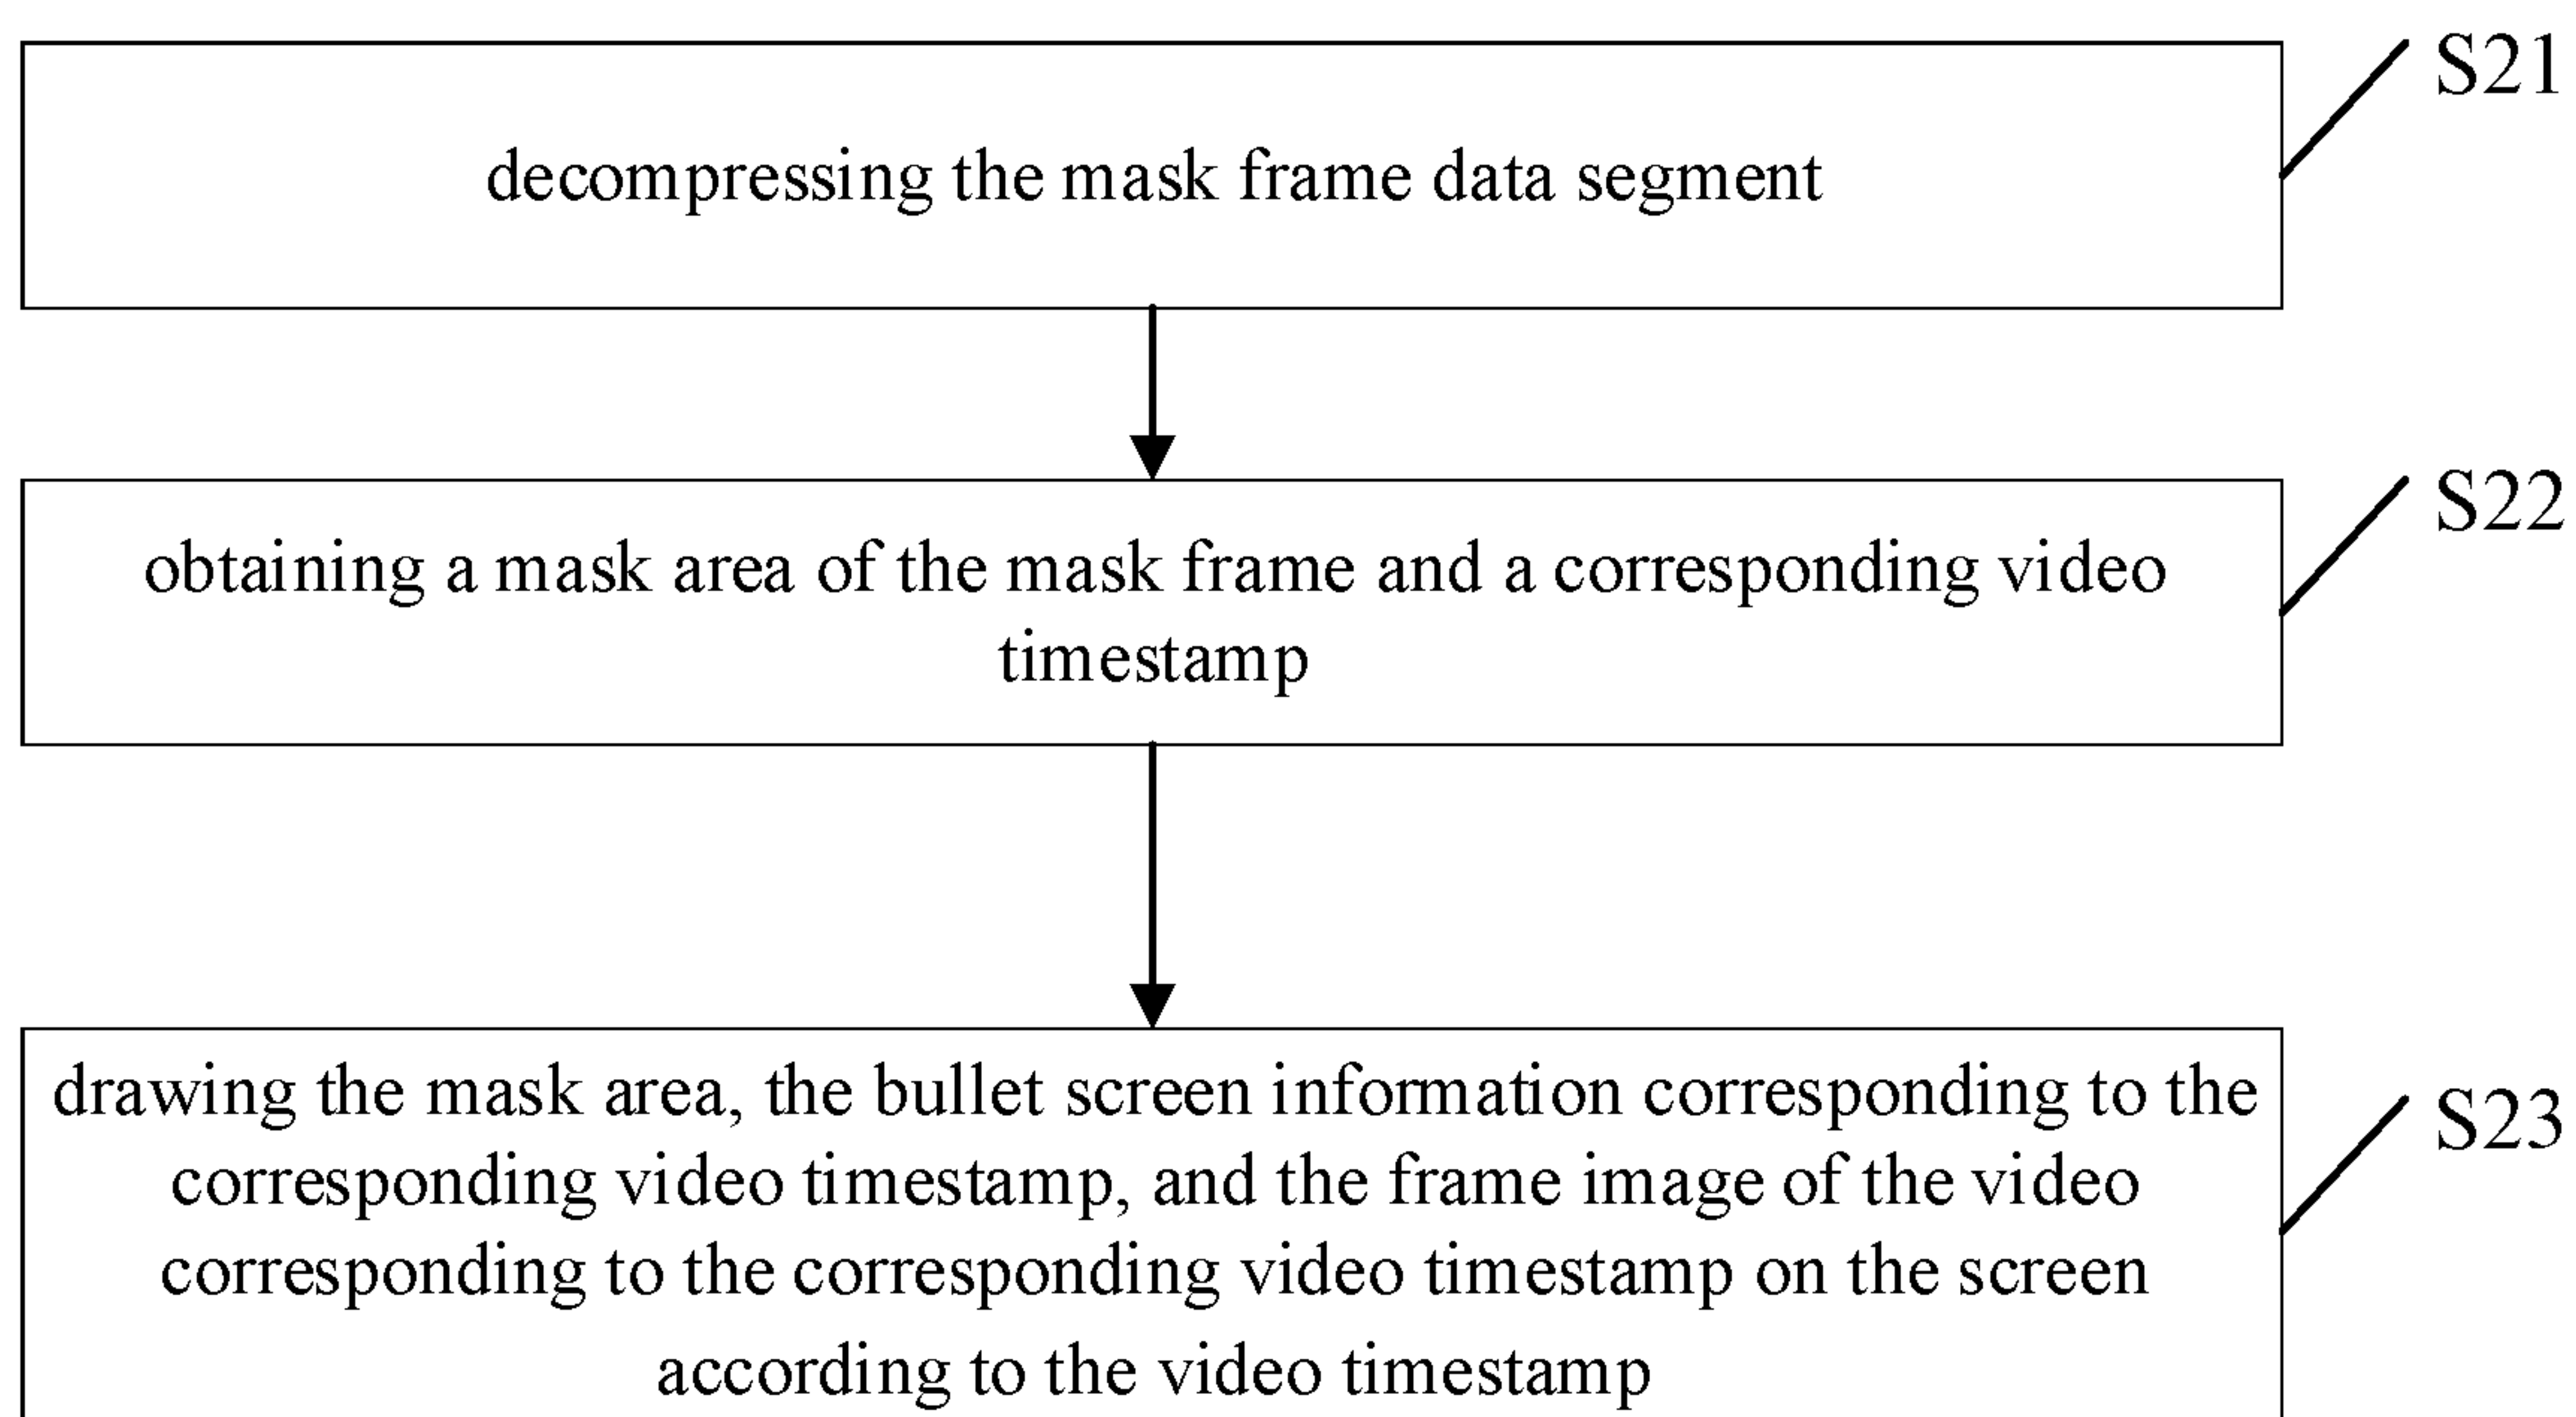 S21
decompressing the mask frame data segment
S22
obtaining a mask area of the mask frame and a corresponding video
timestamp
S23
drawing the mask area, the bullet screen information corresponding to the
corresponding video timestamp, and the frame image of the video
corresponding to the corresponding video timestamp on the screen
according to the video timestamp